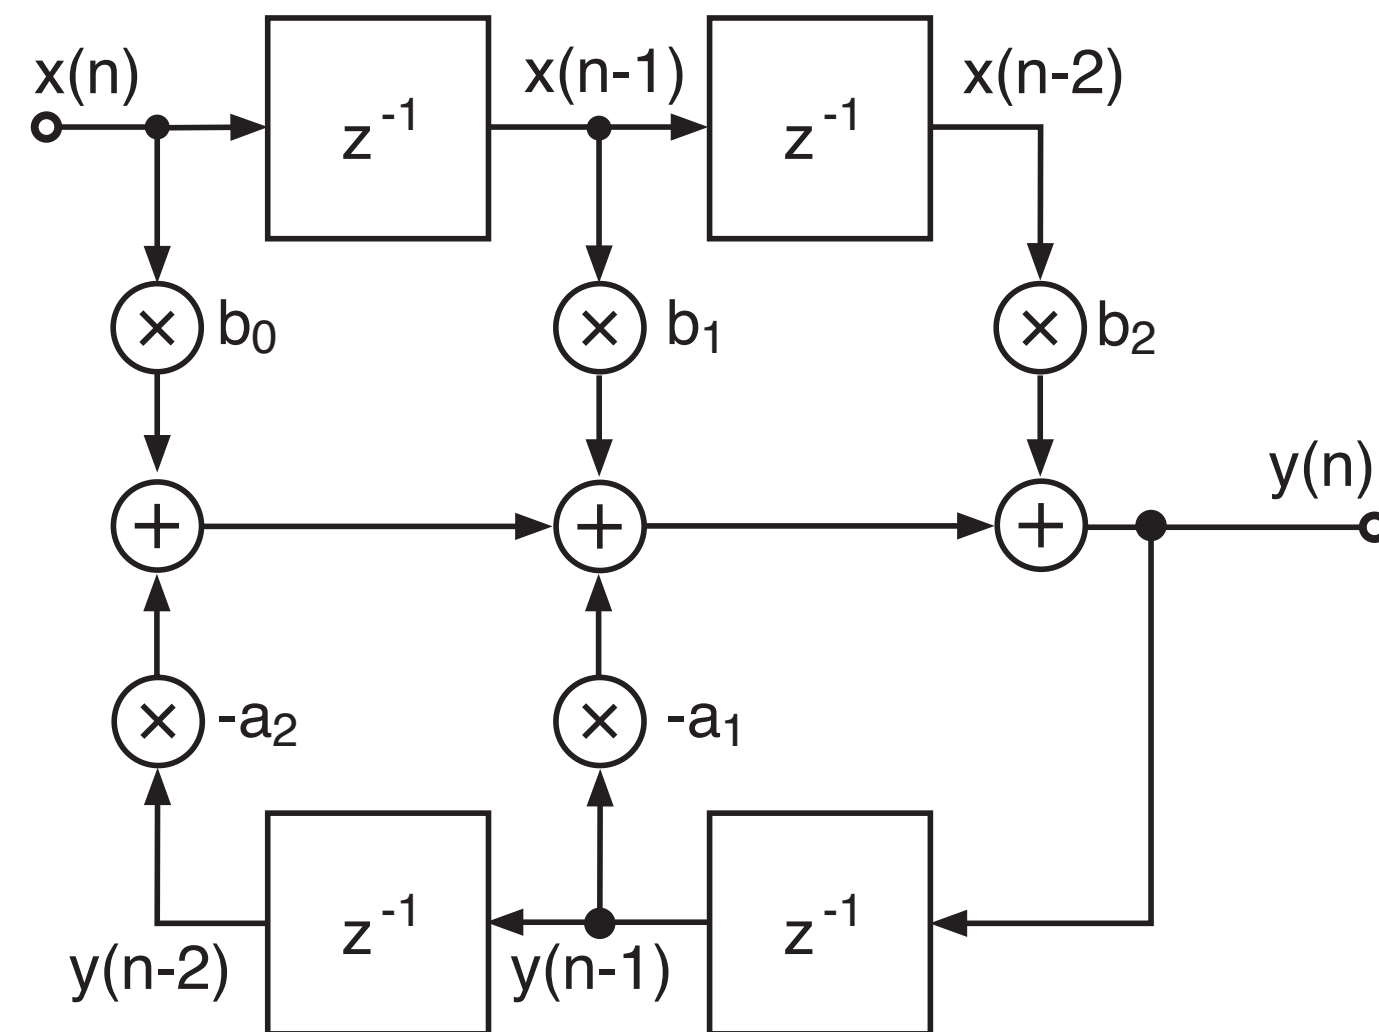 x(n) x(n-1) x(n-2)
z⁻¹ z⁻¹
× b₀ × b₁ × b₂
y(n)
+ + +
× -a₂ × -a₁
z⁻¹ z⁻¹
y(n-2) y(n-1)